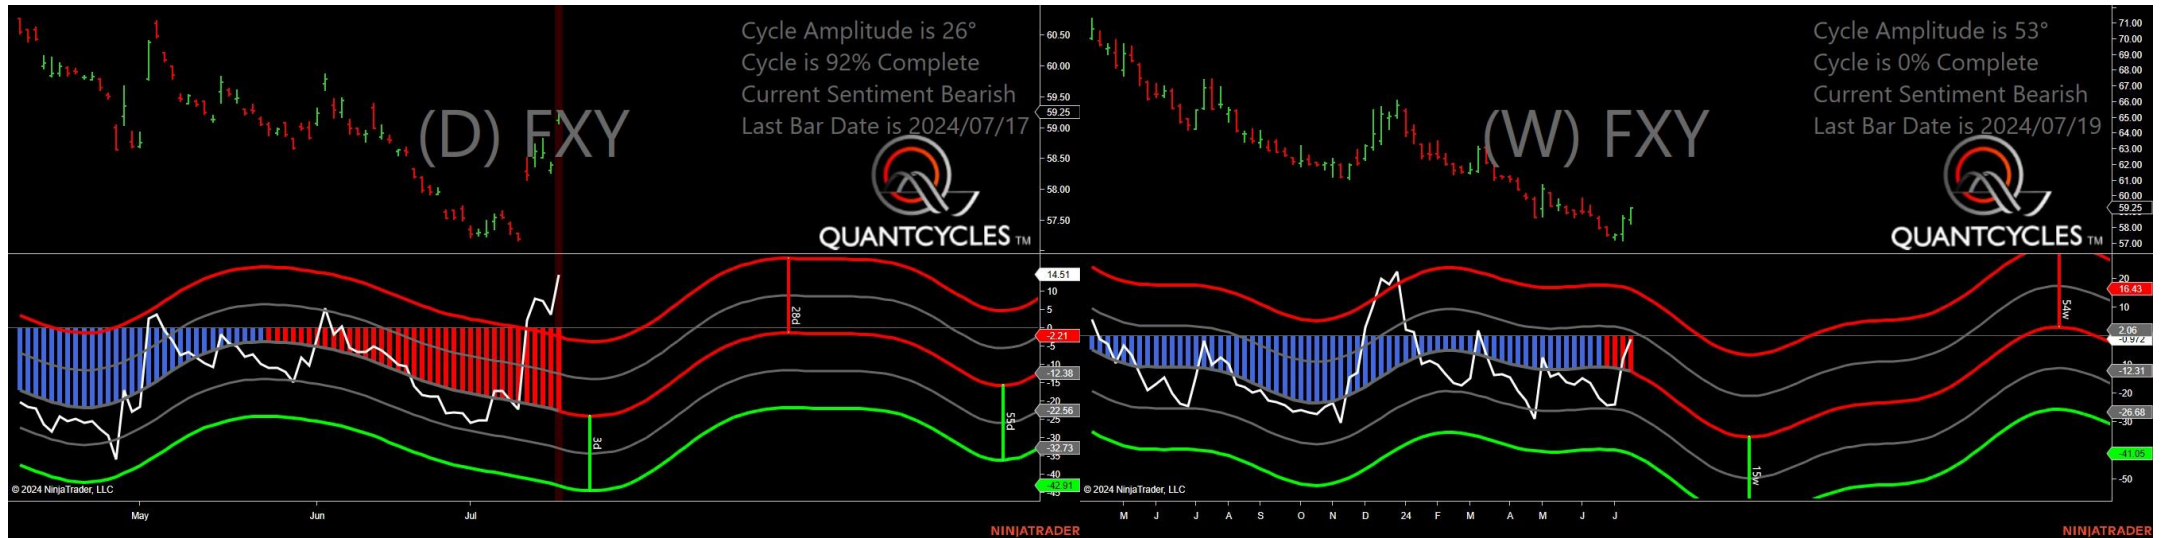 Cycle Amplitude is 26°
Cycle is 92% Complete
Current Sentiment Bearish
Last Bar Date is 2024/07/17
(D) FXY
QUANTCYCLES TM
60.50
60.00
59.50
59.25
59.00
58.50
58.00
57.50
14.51
10
5
0
-2.21
-5
-12.38
-15
-20
-22.56
-25
-30
-32.73
-35
-40
-42.91
-45
28d
3d
55d
© 2024 NinjaTrader, LLC
May
Jun
Jul
NINJATRADER
Cycle Amplitude is 53°
Cycle is 0% Complete
Current Sentiment Bearish
Last Bar Date is 2024/07/19
(W) FXY
QUANTCYCLES TM
71.00
70.00
69.00
68.00
67.00
66.00
65.00
64.00
63.00
62.00
61.00
60.00
59.25
58.00
57.00
20
16.43
10
2.06
-0.972
-10
-12.31
-20
-26.68
-30
-41.05
-50
54w
15w
© 2024 NinjaTrader, LLC
M
J
J
A
S
O
N
D
24
F
M
A
M
J
J
NINJATRADER